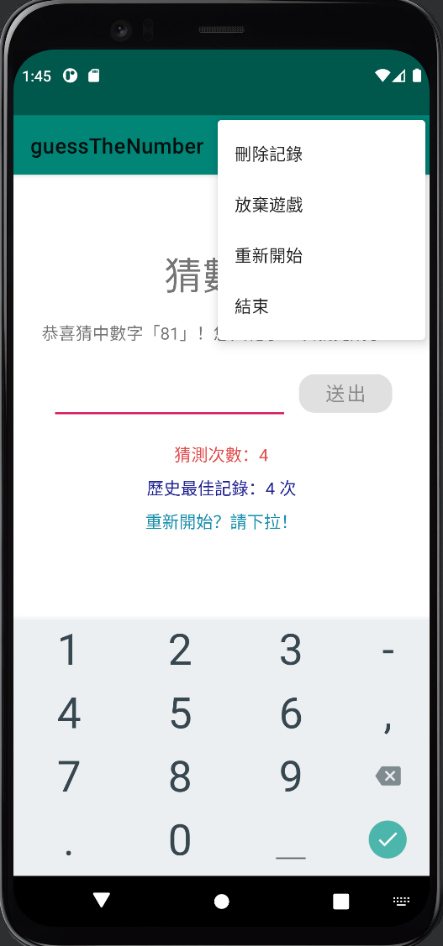 1:45
guessTheNumber
刪除記錄
放棄遊戲
重新開始
結束
猜數
恭喜猜中數字「81」！
送出
猜測次數：4
歷史最佳記錄：4 次
重新開始？請下拉！
1 2 3 -
4 5 6 ,
7 8 9
. 0 _